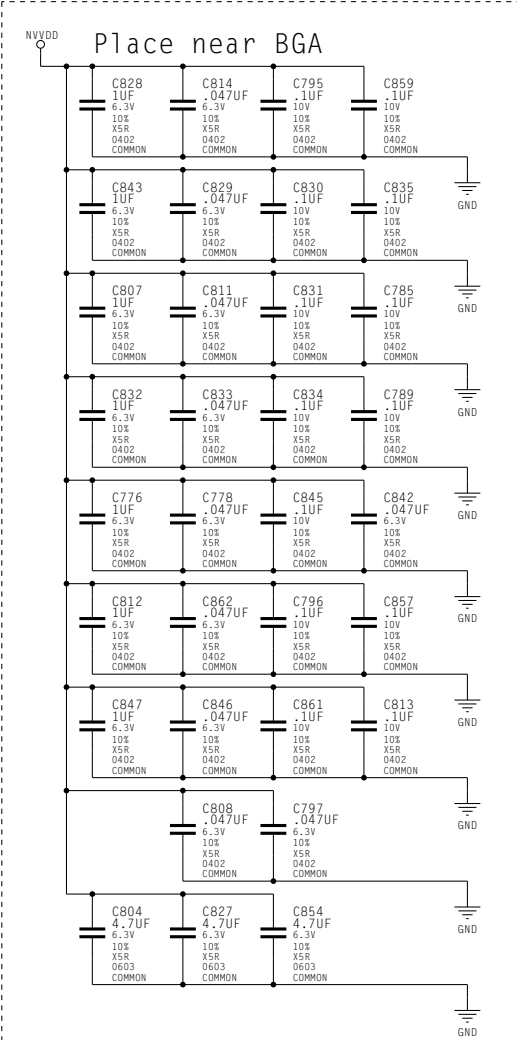 NVVDD
Place near BGA
C828
1UF
6.3V
10%
X5R
0402
COMMON
C814
.047UF
6.3V
10%
X5R
0402
COMMON
C795
.1UF
10V
10%
X5R
0402
COMMON
C859
.1UF
10V
10%
X5R
0402
COMMON
GND
C843
1UF
6.3V
10%
X5R
0402
COMMON
C829
.047UF
6.3V
10%
X5R
0402
COMMON
C830
.1UF
10V
10%
X5R
0402
COMMON
C835
.1UF
10V
10%
X5R
0402
COMMON
GND
C807
1UF
6.3V
10%
X5R
0402
COMMON
C811
.047UF
6.3V
10%
X5R
0402
COMMON
C831
.1UF
10V
10%
X5R
0402
COMMON
C785
.1UF
10V
10%
X5R
0402
COMMON
GND
C832
1UF
6.3V
10%
X5R
0402
COMMON
C833
.047UF
6.3V
10%
X5R
0402
COMMON
C834
.1UF
10V
10%
X5R
0402
COMMON
C789
.1UF
10V
10%
X5R
0402
COMMON
GND
C776
1UF
6.3V
10%
X5R
0402
COMMON
C778
.047UF
6.3V
10%
X5R
0402
COMMON
C845
.1UF
10V
10%
X5R
0402
COMMON
C842
.047UF
6.3V
10%
X5R
0402
COMMON
GND
C812
1UF
6.3V
10%
X5R
0402
COMMON
C862
.047UF
6.3V
10%
X5R
0402
COMMON
C796
.1UF
10V
10%
X5R
0402
COMMON
C857
.1UF
10V
10%
X5R
0402
COMMON
GND
C847
1UF
6.3V
10%
X5R
0402
COMMON
C846
.047UF
6.3V
10%
X5R
0402
COMMON
C861
.1UF
10V
10%
X5R
0402
COMMON
C813
.1UF
10V
10%
X5R
0402
COMMON
GND
C808
.047UF
6.3V
10%
X5R
0402
COMMON
C797
.047UF
6.3V
10%
X5R
0402
COMMON
GND
C804
4.7UF
6.3V
10%
X5R
0603
COMMON
C827
4.7UF
6.3V
10%
X5R
0603
COMMON
C854
4.7UF
6.3V
10%
X5R
0603
COMMON
GND